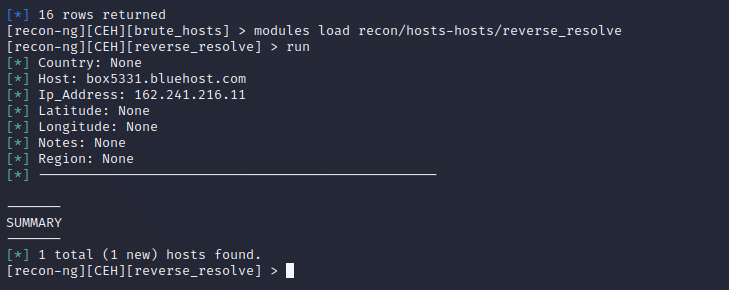 [*] 16 rows returned
[recon-ng][CEH][brute_hosts] > modules load recon/hosts-hosts/reverse_resolve
[recon-ng][CEH][reverse_resolve] > run
[*] Country: None
[*] Host: box5331.bluehost.com
[*] Ip_Address: 162.241.216.11
[*] Latitude: None
[*] Longitude: None
[*] Notes: None
[*] Region: None
[*] --------------------------------------------------
-------
SUMMARY
-------
[*] 1 total (1 new) hosts found.
[recon-ng][CEH][reverse_resolve] >